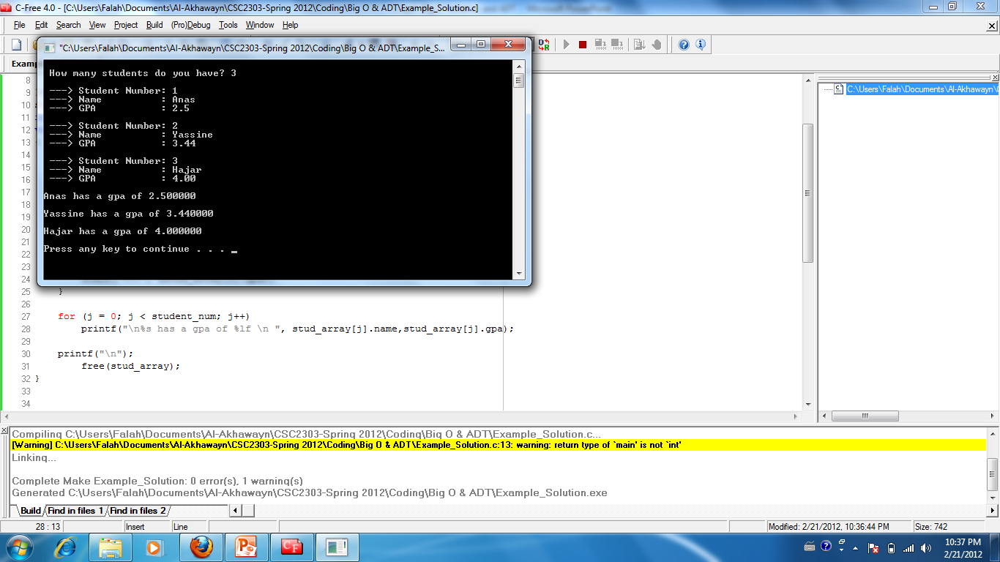 C-Free 4.0 - [C:\Users\Falah\Documents\Al-Akhawayn\CSC2303-Spring 2012\Coding\Big O & ADT\Example_Solution.c]
File Edit Search View Project Build (Pro)Debug Tools Window Help
"C:\Users\Falah\Documents\Al-Akhawayn\CSC2303-Spring 2012\Coding\Big O & ADT\Example_S...
Exam
How many students do you have? 3
---> Student Number: 1
---> Name : Anas
---> GPA : 2.5
---> Student Number: 2
---> Name : Yassine
---> GPA : 3.44
---> Student Number: 3
---> Name : Hajar
---> GPA : 4.00
Anas has a gpa of 2.500000
Yassine has a gpa of 3.440000
Hajar has a gpa of 4.000000
Press any key to continue . . . _
C:\Users\Falah\Documents\Al-Akhawayn\
8
9
10
11
12
13
14
15
16
17
18
19
20
21
22
23
24
25 }
26
27 for (j = 0; j < student_num; j++)
28 printf("\n%s has a gpa of %lf \n ", stud_array[j].name,stud_array[j].gpa);
29
30 printf("\n");
31 free(stud_array);
32 }
33
34
Compiling C:\Users\Falah\Documents\Al-Akhawayn\CSC2303-Spring 2012\Coding\Big O & ADT\Example_Solution.c...
[Warning] C:\Users\Falah\Documents\Al-Akhawayn\CSC2303-Spring 2012\Coding\Big O & ADT\Example_Solution.c:13: warning: return type of `main' is not `int'
Linking...
Complete Make Example_Solution: 0 error(s), 1 warning(s)
Generated C:\Users\Falah\Documents\Al-Akhawayn\CSC2303-Spring 2012\Coding\Big O & ADT\Example_Solution.exe
Build Find in files 1 Find in files 2
28 : 13 Insert Line Modified: 2/21/2012, 10:36:44 PM Size: 742
10:37 PM
2/21/2012